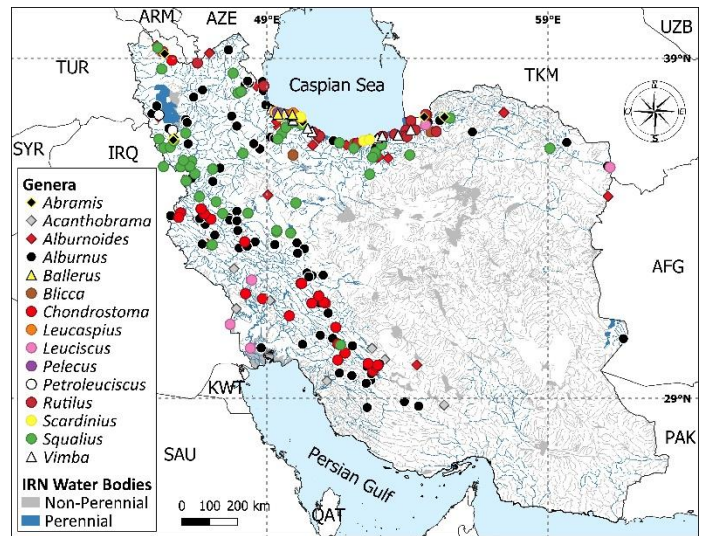 ARM
AZE
49°E
59°E
UZB
TUR
39°N
39°N
Caspian Sea
TKM
N
E
S
W
SYR
IRQ
Genera
Abramis
Acanthobrama
Alburnoides
Alburnus
Ballerus
Blicca
Chondrostoma
Leucaspius
Leuciscus
Pelecus
Petroleuciscus
Rutilus
Scardinius
Squalius
Vimba
IRN Water Bodies
Non-Perennial
Perennial
AFG
KWT
29°N
29°N
SAU
PAK
Persian Gulf
QAT
0 100 200 km